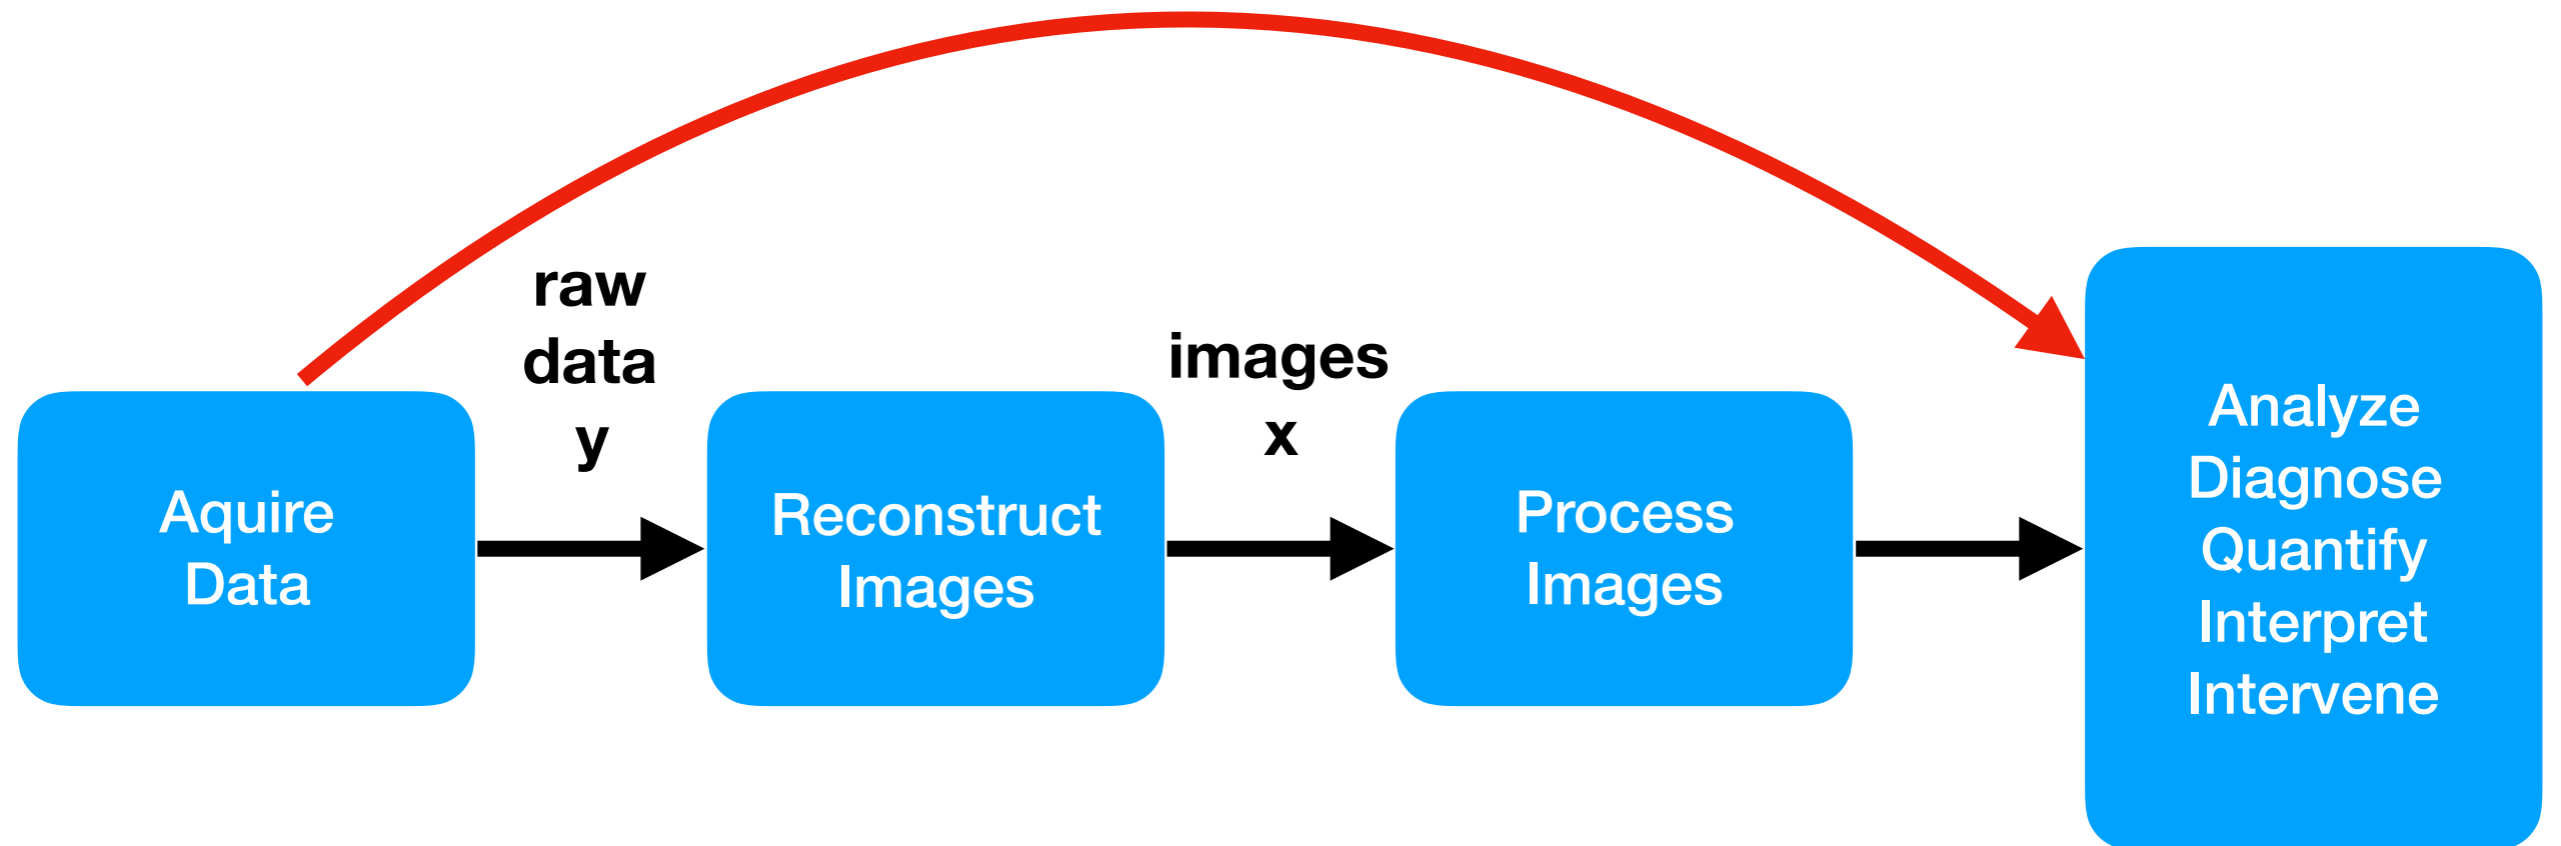 Aquire
Data
raw
data
y
Reconstruct
Images
images
x
Process
Images
Analyze
Diagnose
Quantify
Interpret
Intervene